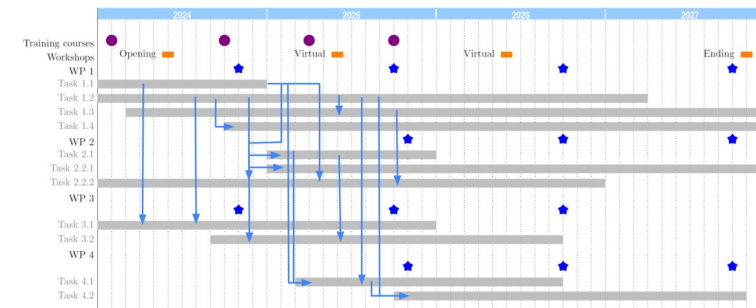 2024 2025 2026 2027
Training courses
Opening Virtual Virtual Ending
Workshops
WP 1
Task 1.1
Task 1.2
Task 1.3
Task 1.4
WP 2
Task 2.1
Task 2.2.1
Task 2.2.2
WP 3
Task 3.1
Task 3.2
WP 4
Task 4.1
Task 4.2